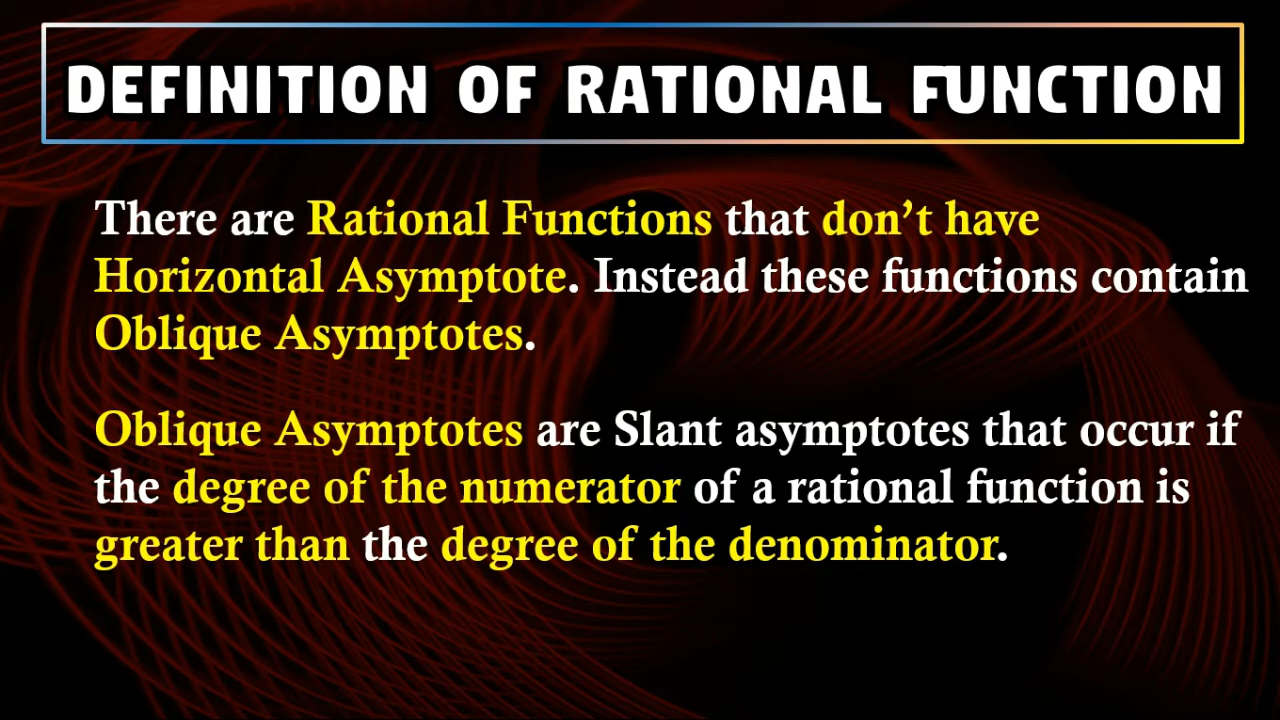 DEFINITION OF RATIONAL FUNCTION
There are Rational Functions that don’t have
Horizontal Asymptote. Instead these functions contain
Oblique Asymptotes.
Oblique Asymptotes are Slant asymptotes that occur if
the degree of the numerator of a rational function is
greater than the degree of the denominator.